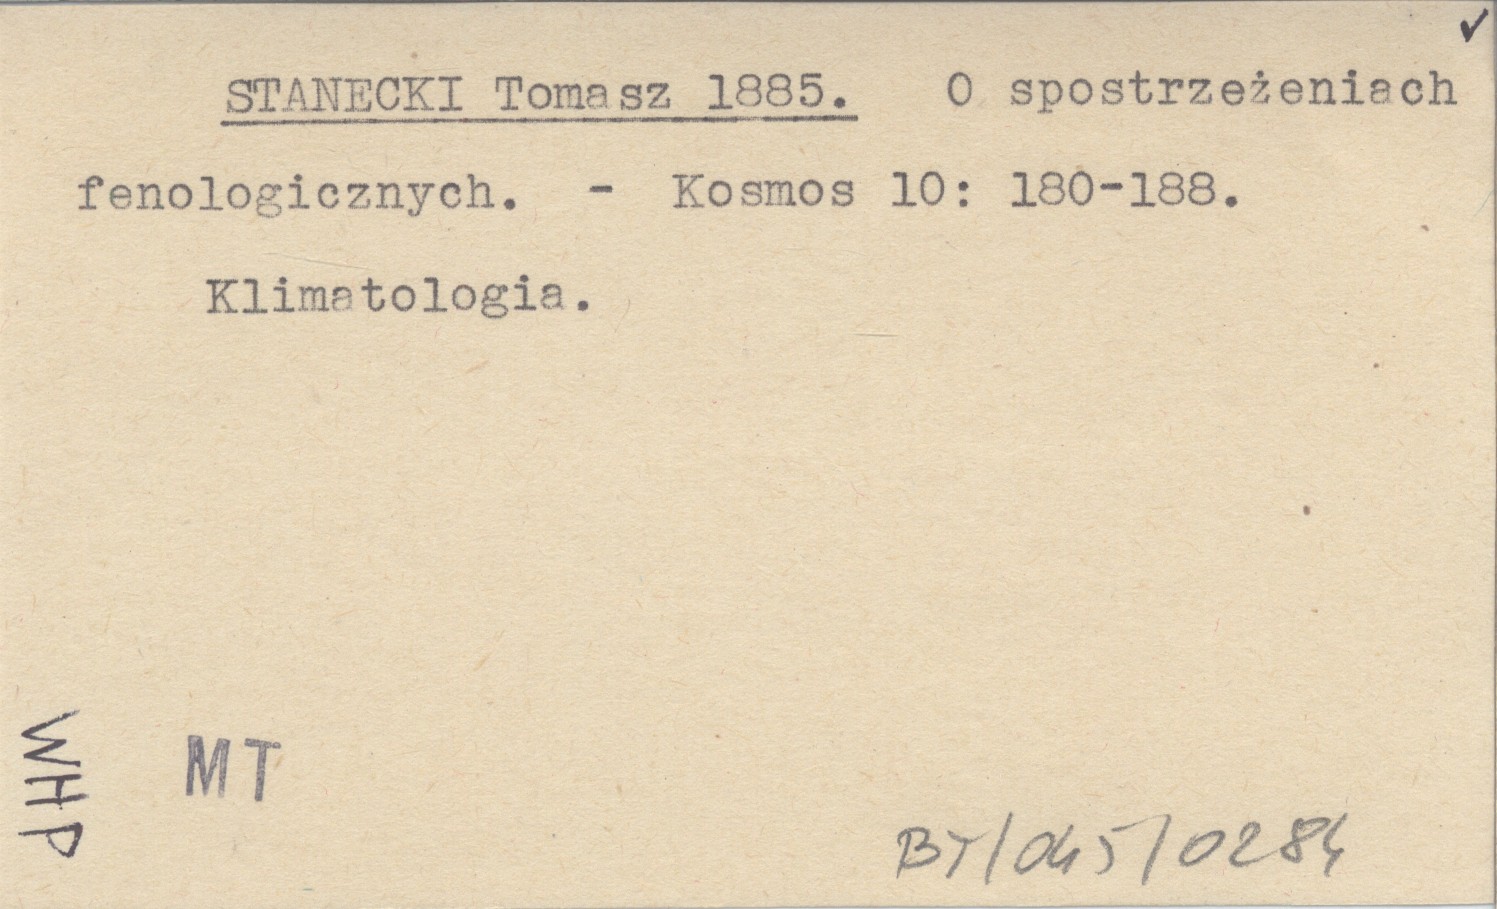 ✓
STANECKI Tomasz 1885. O spostrzeżeniach
fenologicznych. - Kosmos 10: 180-188.
Klimatologia.
WHP
MT
BT/045/0284